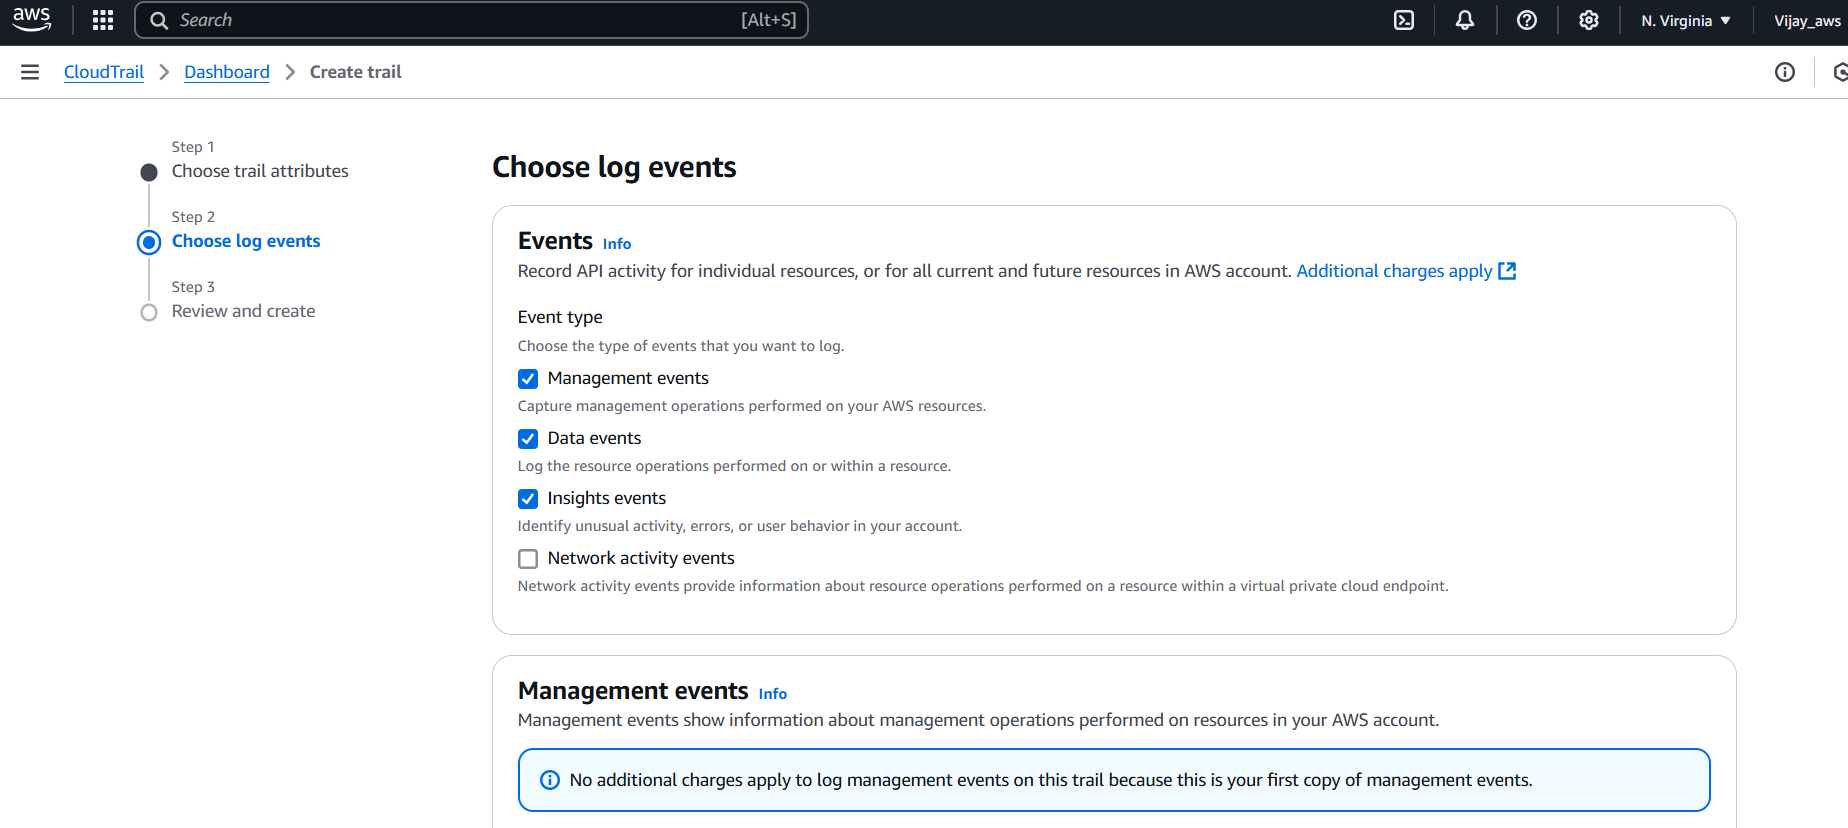 aws
Search [Alt+S]
N. Virginia
Vijay_aws
CloudTrail Dashboard Create trail
Step 1
Choose trail attributes
Step 2
Choose log events
Step 3
Review and create
Choose log events
Events Info
Record API activity for individual resources, or for all current and future resources in AWS account. Additional charges apply
Event type
Choose the type of events that you want to log.
Management events
Capture management operations performed on your AWS resources.
Data events
Log the resource operations performed on or within a resource.
Insights events
Identify unusual activity, errors, or user behavior in your account.
Network activity events
Network activity events provide information about resource operations performed on a resource within a virtual private cloud endpoint.
Management events Info
Management events show information about management operations performed on resources in your AWS account.
No additional charges apply to log management events on this trail because this is your first copy of management events.